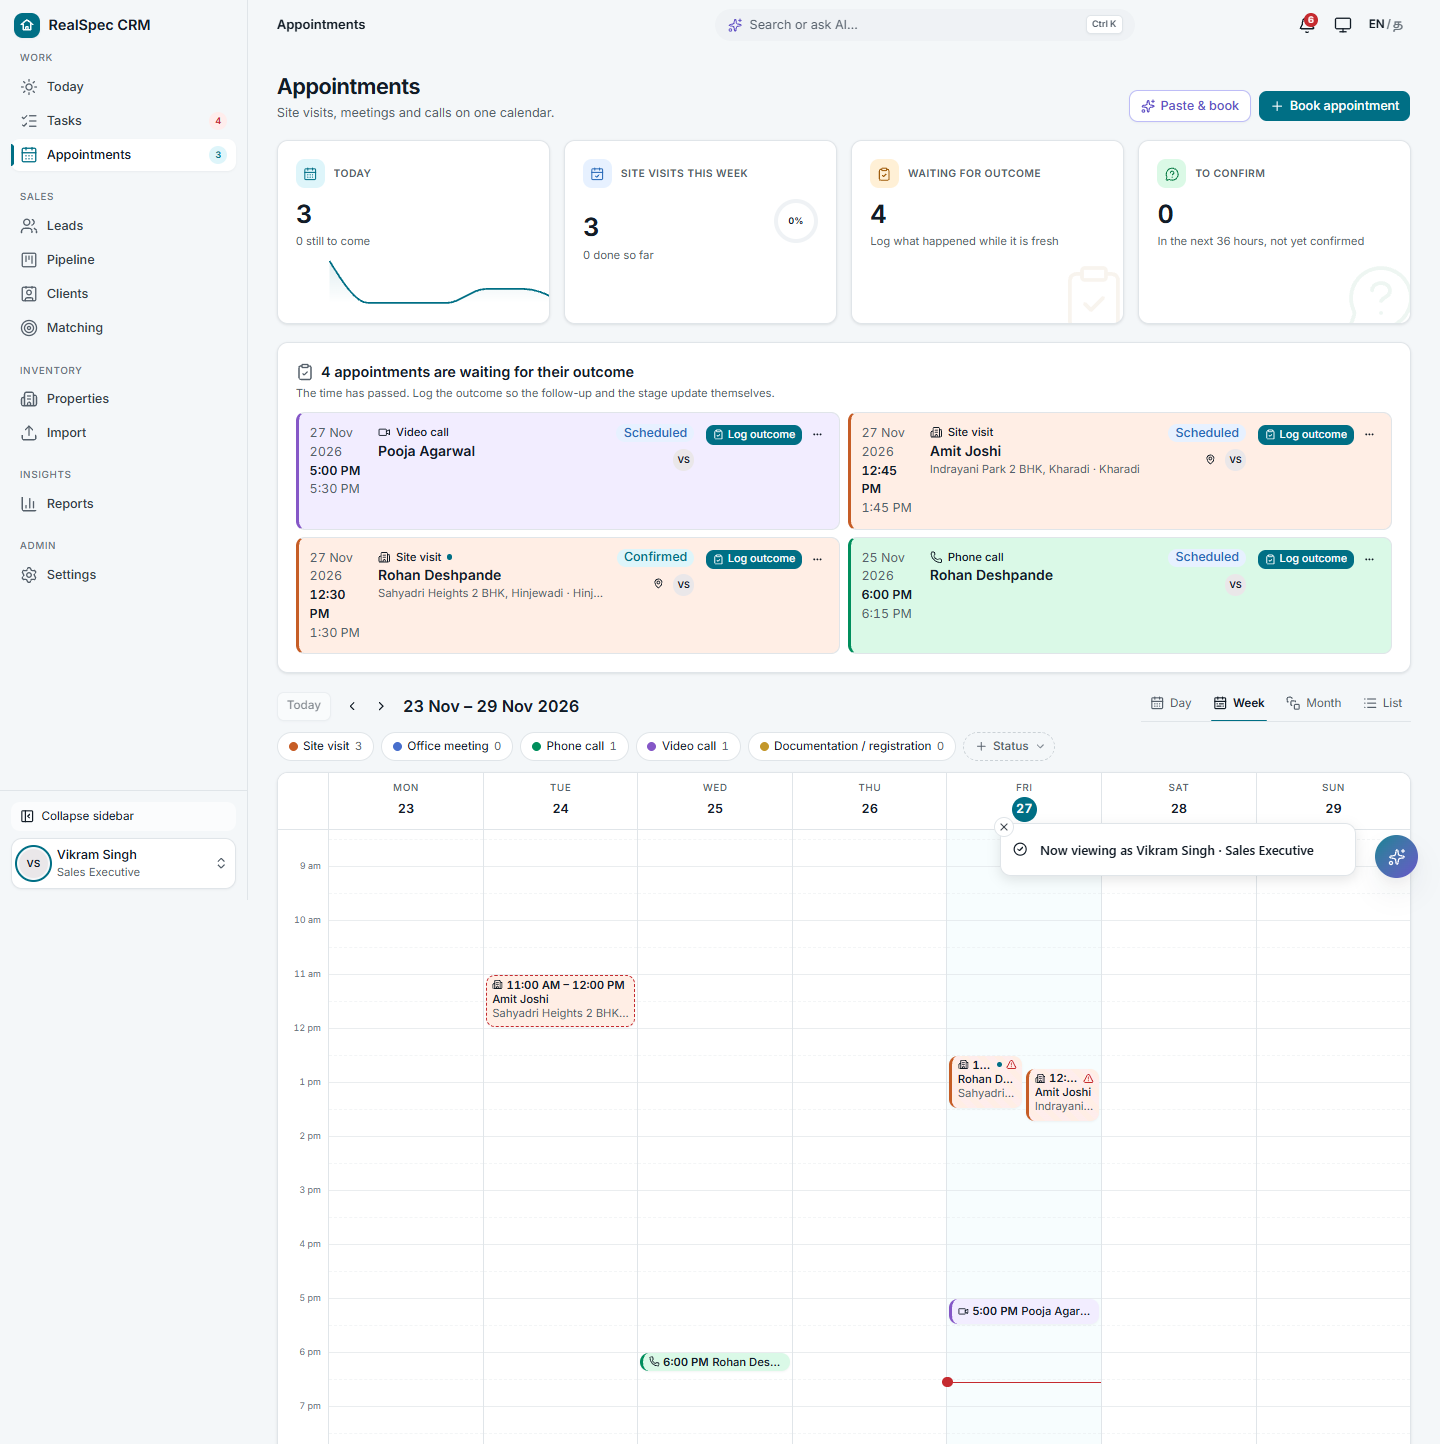 RealSpec CRM
WORK
Today
Tasks
4
Appointments
3
SALES
Leads
Pipeline
Clients
Matching
INVENTORY
Properties
Import
INSIGHTS
Reports
ADMIN
Settings
Collapse sidebar
VS
Vikram Singh
Sales Executive
Appointments
Search or ask AI...
Ctrl K
6
EN / த
Appointments
Site visits, meetings and calls on one calendar.
Paste & book
Book appointment
TODAY
3
0 still to come
SITE VISITS THIS WEEK
3
0%
0 done so far
WAITING FOR OUTCOME
4
Log what happened while it is fresh
TO CONFIRM
0
In the next 36 hours, not yet confirmed
4 appointments are waiting for their outcome
The time has passed. Log the outcome so the follow-up and the stage update themselves.
27 Nov 2026
5:00 PM
5:30 PM
Video call
Pooja Agarwal
Scheduled
VS
Log outcome
27 Nov 2026
12:45 PM
1:45 PM
Site visit
Amit Joshi
Indrayani Park 2 BHK, Kharadi · Kharadi
Scheduled
VS
Log outcome
27 Nov 2026
12:30 PM
1:30 PM
Site visit
Rohan Deshpande
Sahyadri Heights 2 BHK, Hinjewadi · Hinj...
Confirmed
VS
Log outcome
25 Nov 2026
6:00 PM
6:15 PM
Phone call
Rohan Deshpande
Scheduled
VS
Log outcome
Today
23 Nov – 29 Nov 2026
Day
Week
Month
List
Site visit 3
Office meeting 0
Phone call 1
Video call 1
Documentation / registration 0
Status
MON
23
TUE
24
WED
25
THU
26
FRI
27
SAT
28
SUN
29
Now viewing as Vikram Singh · Sales Executive
9 am
10 am
11 am
11:00 AM – 12:00 PM
Amit Joshi
Sahyadri Heights 2 BHK...
12 pm
1...
Rohan D...
Sahyadri...
12:...
Amit Joshi
Indrayani...
1 pm
2 pm
3 pm
4 pm
5 pm
5:00 PM Pooja Agar...
6 pm
6:00 PM Rohan Des...
7 pm